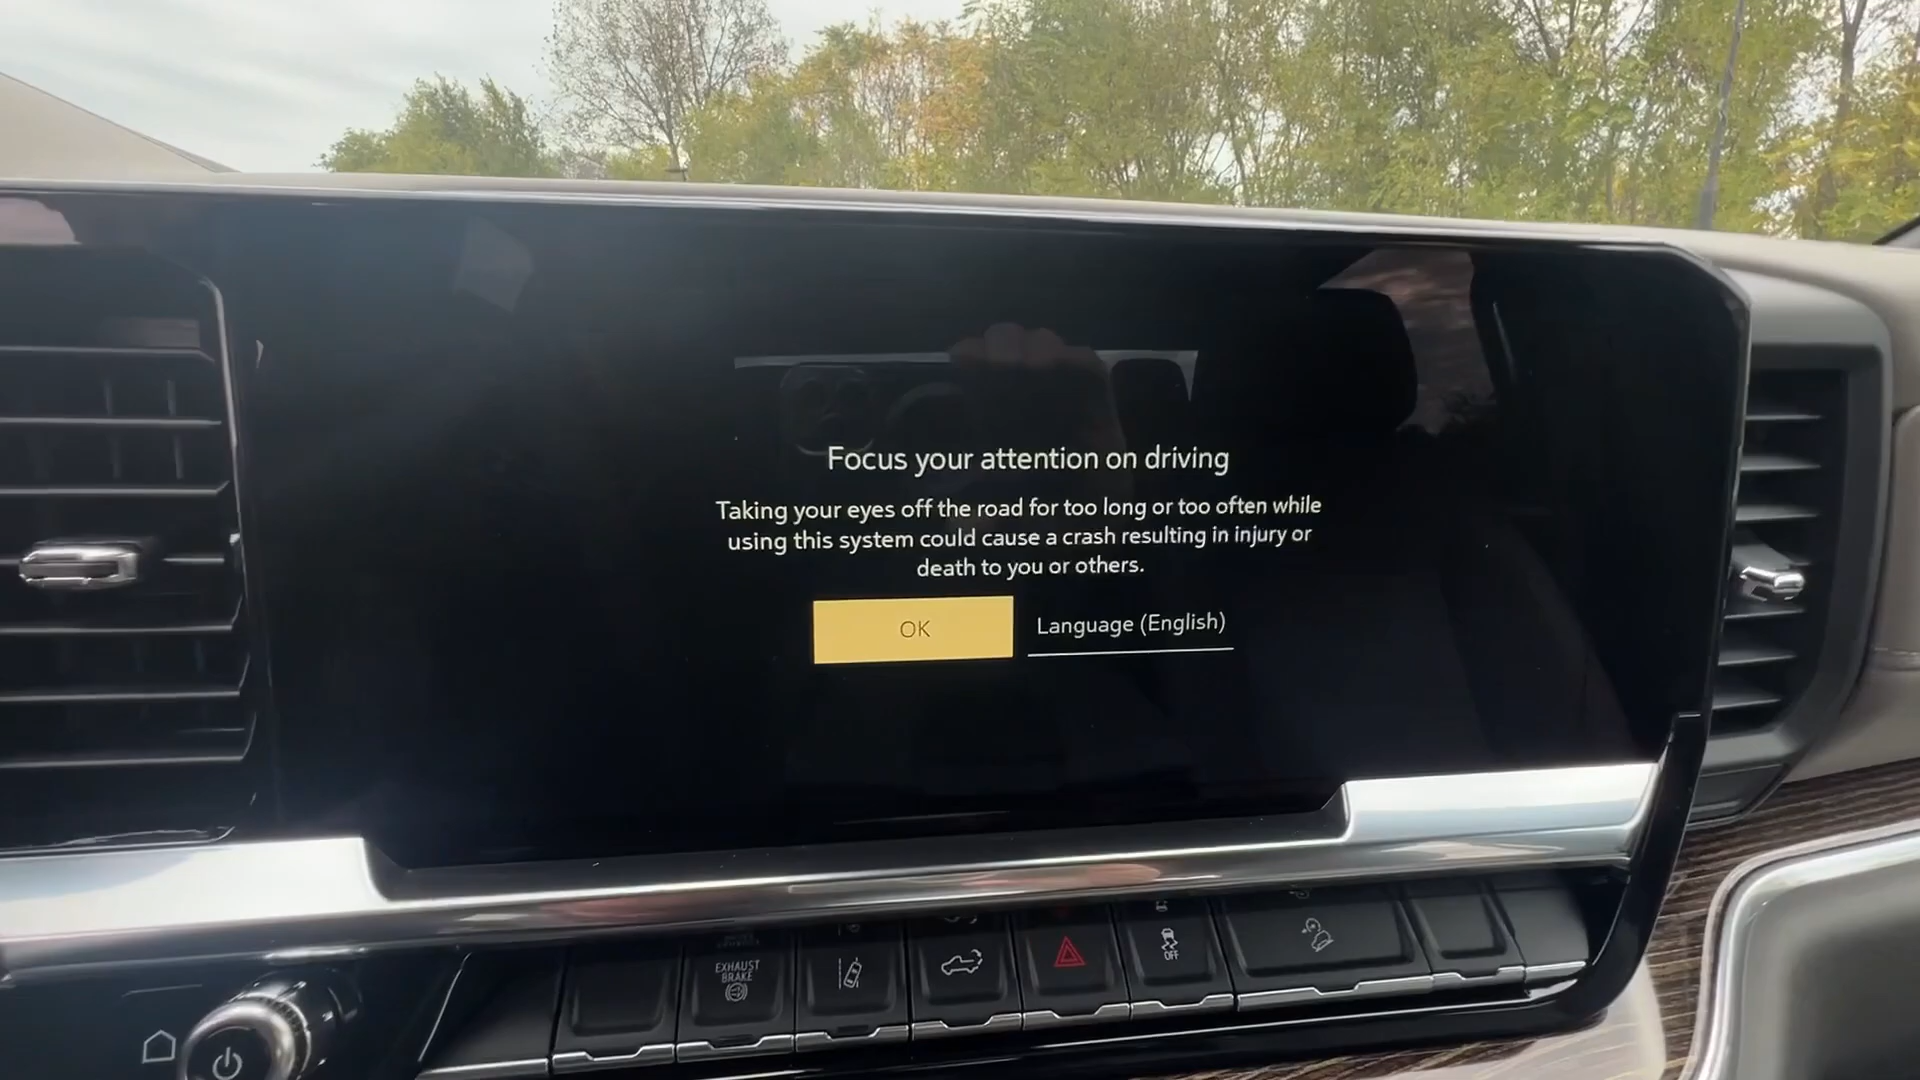 Focus your attention on driving
Taking your eyes off the road for too long or too often while
using this system could cause a crash resulting in injury or
death to you or others.
OK
Language (English)
EXHAUST
BRAKE
OFF